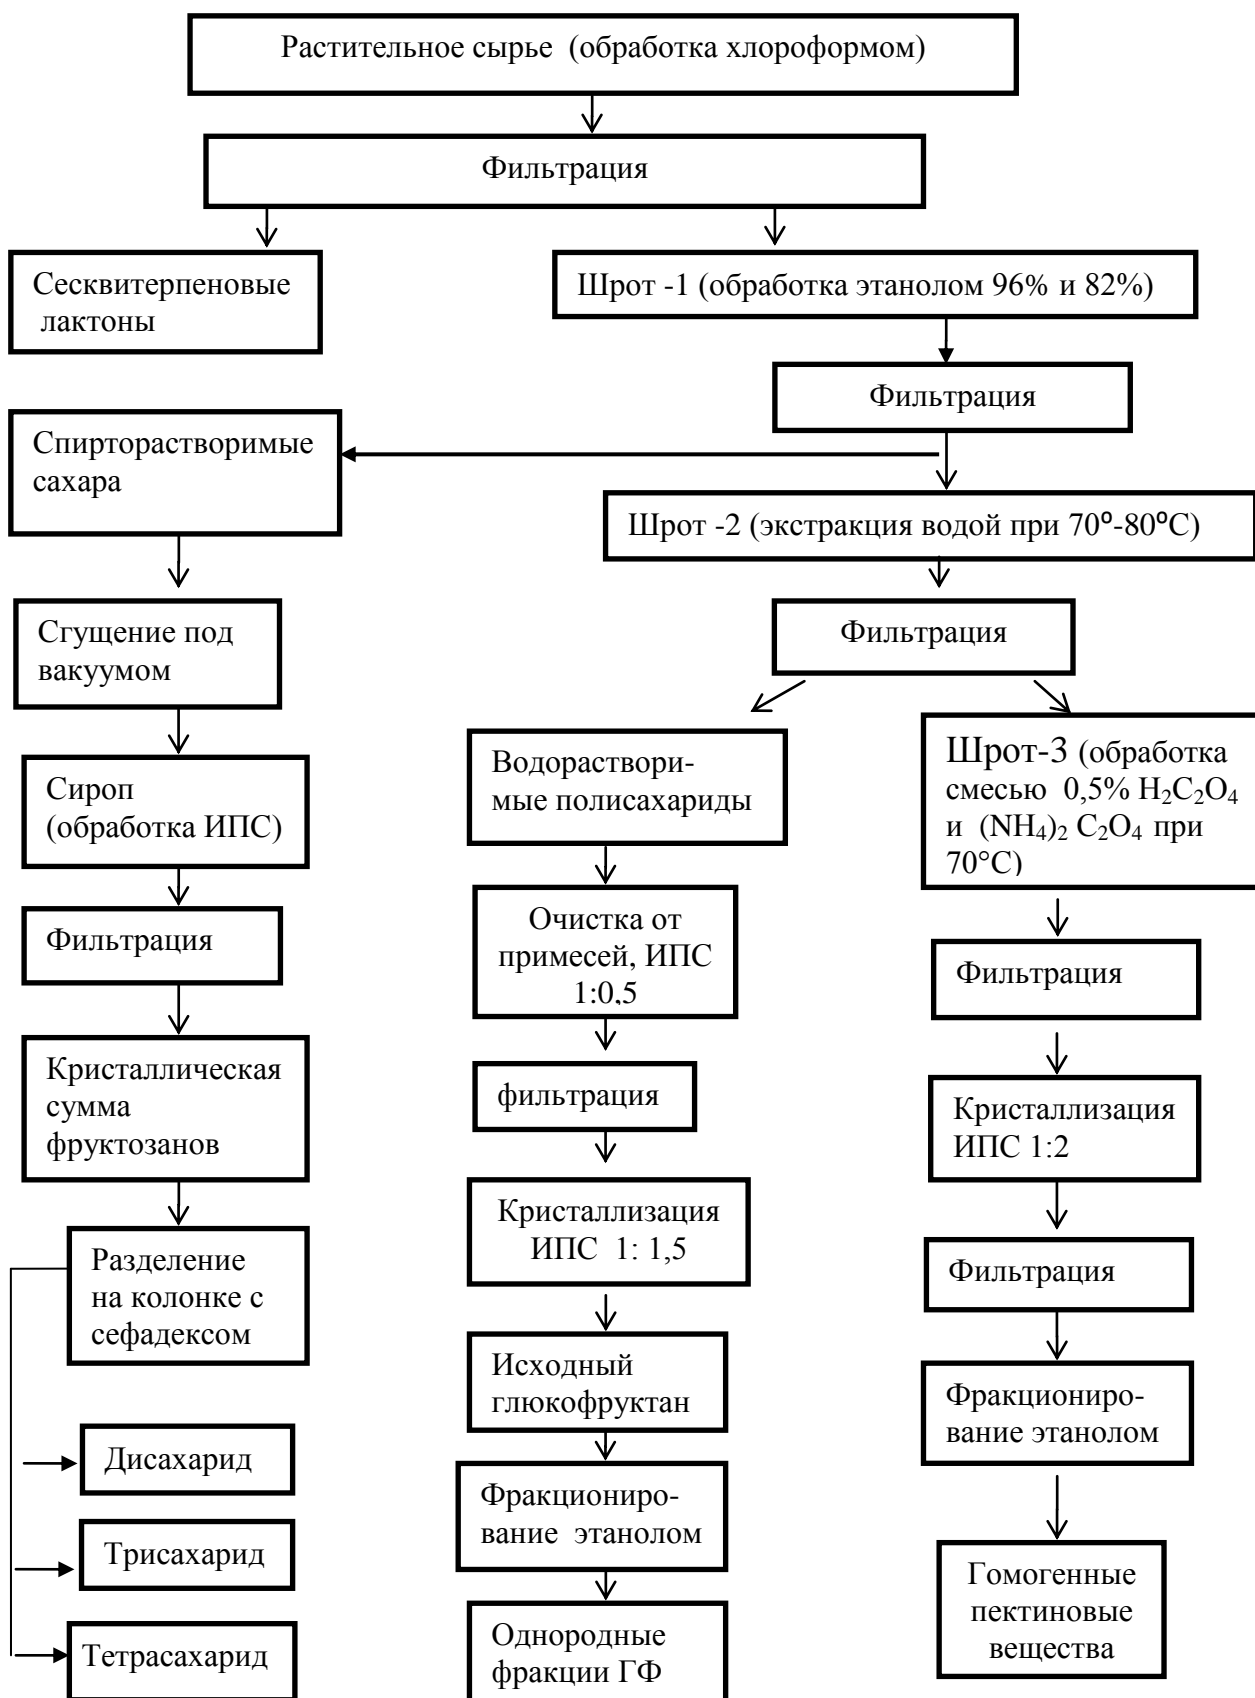 Растительное сырье (обработка хлороформом)
Фильтрация
Сесквитерпеновые
лактоны
Шрот -1 (обработка этанолом 96% и 82%)
Фильтрация
Спирторастворимые
сахара
Шрот -2 (экстракция водой при 70⁰-80⁰С)
Сгущение под
вакуумом
Фильтрация
Сироп
(обработка ИПС)
Водораствори-
мые полисахариды
Шрот-3 (обработка
смесью 0,5% H₂C₂O₄
и (NH₄)₂ C₂O₄ при
70°С)
Фильтрация
Очистка от
примесей, ИПС
1:0,5
Фильтрация
Кристаллическая
сумма
фруктозанов
фильтрация
Кристаллизация
ИПС 1:2
Разделение
на колонке с
сефадексом
Кристаллизация
ИПС 1: 1,5
Фильтрация
Исходный
глюкофруктан
Фракциониро-
вание этанолом
Дисахарид
Фракциониро-
вание этанолом
Трисахарид
Гомогенные
пектиновые
вещества
Тетрасахарид
Однородные
фракции ГФ